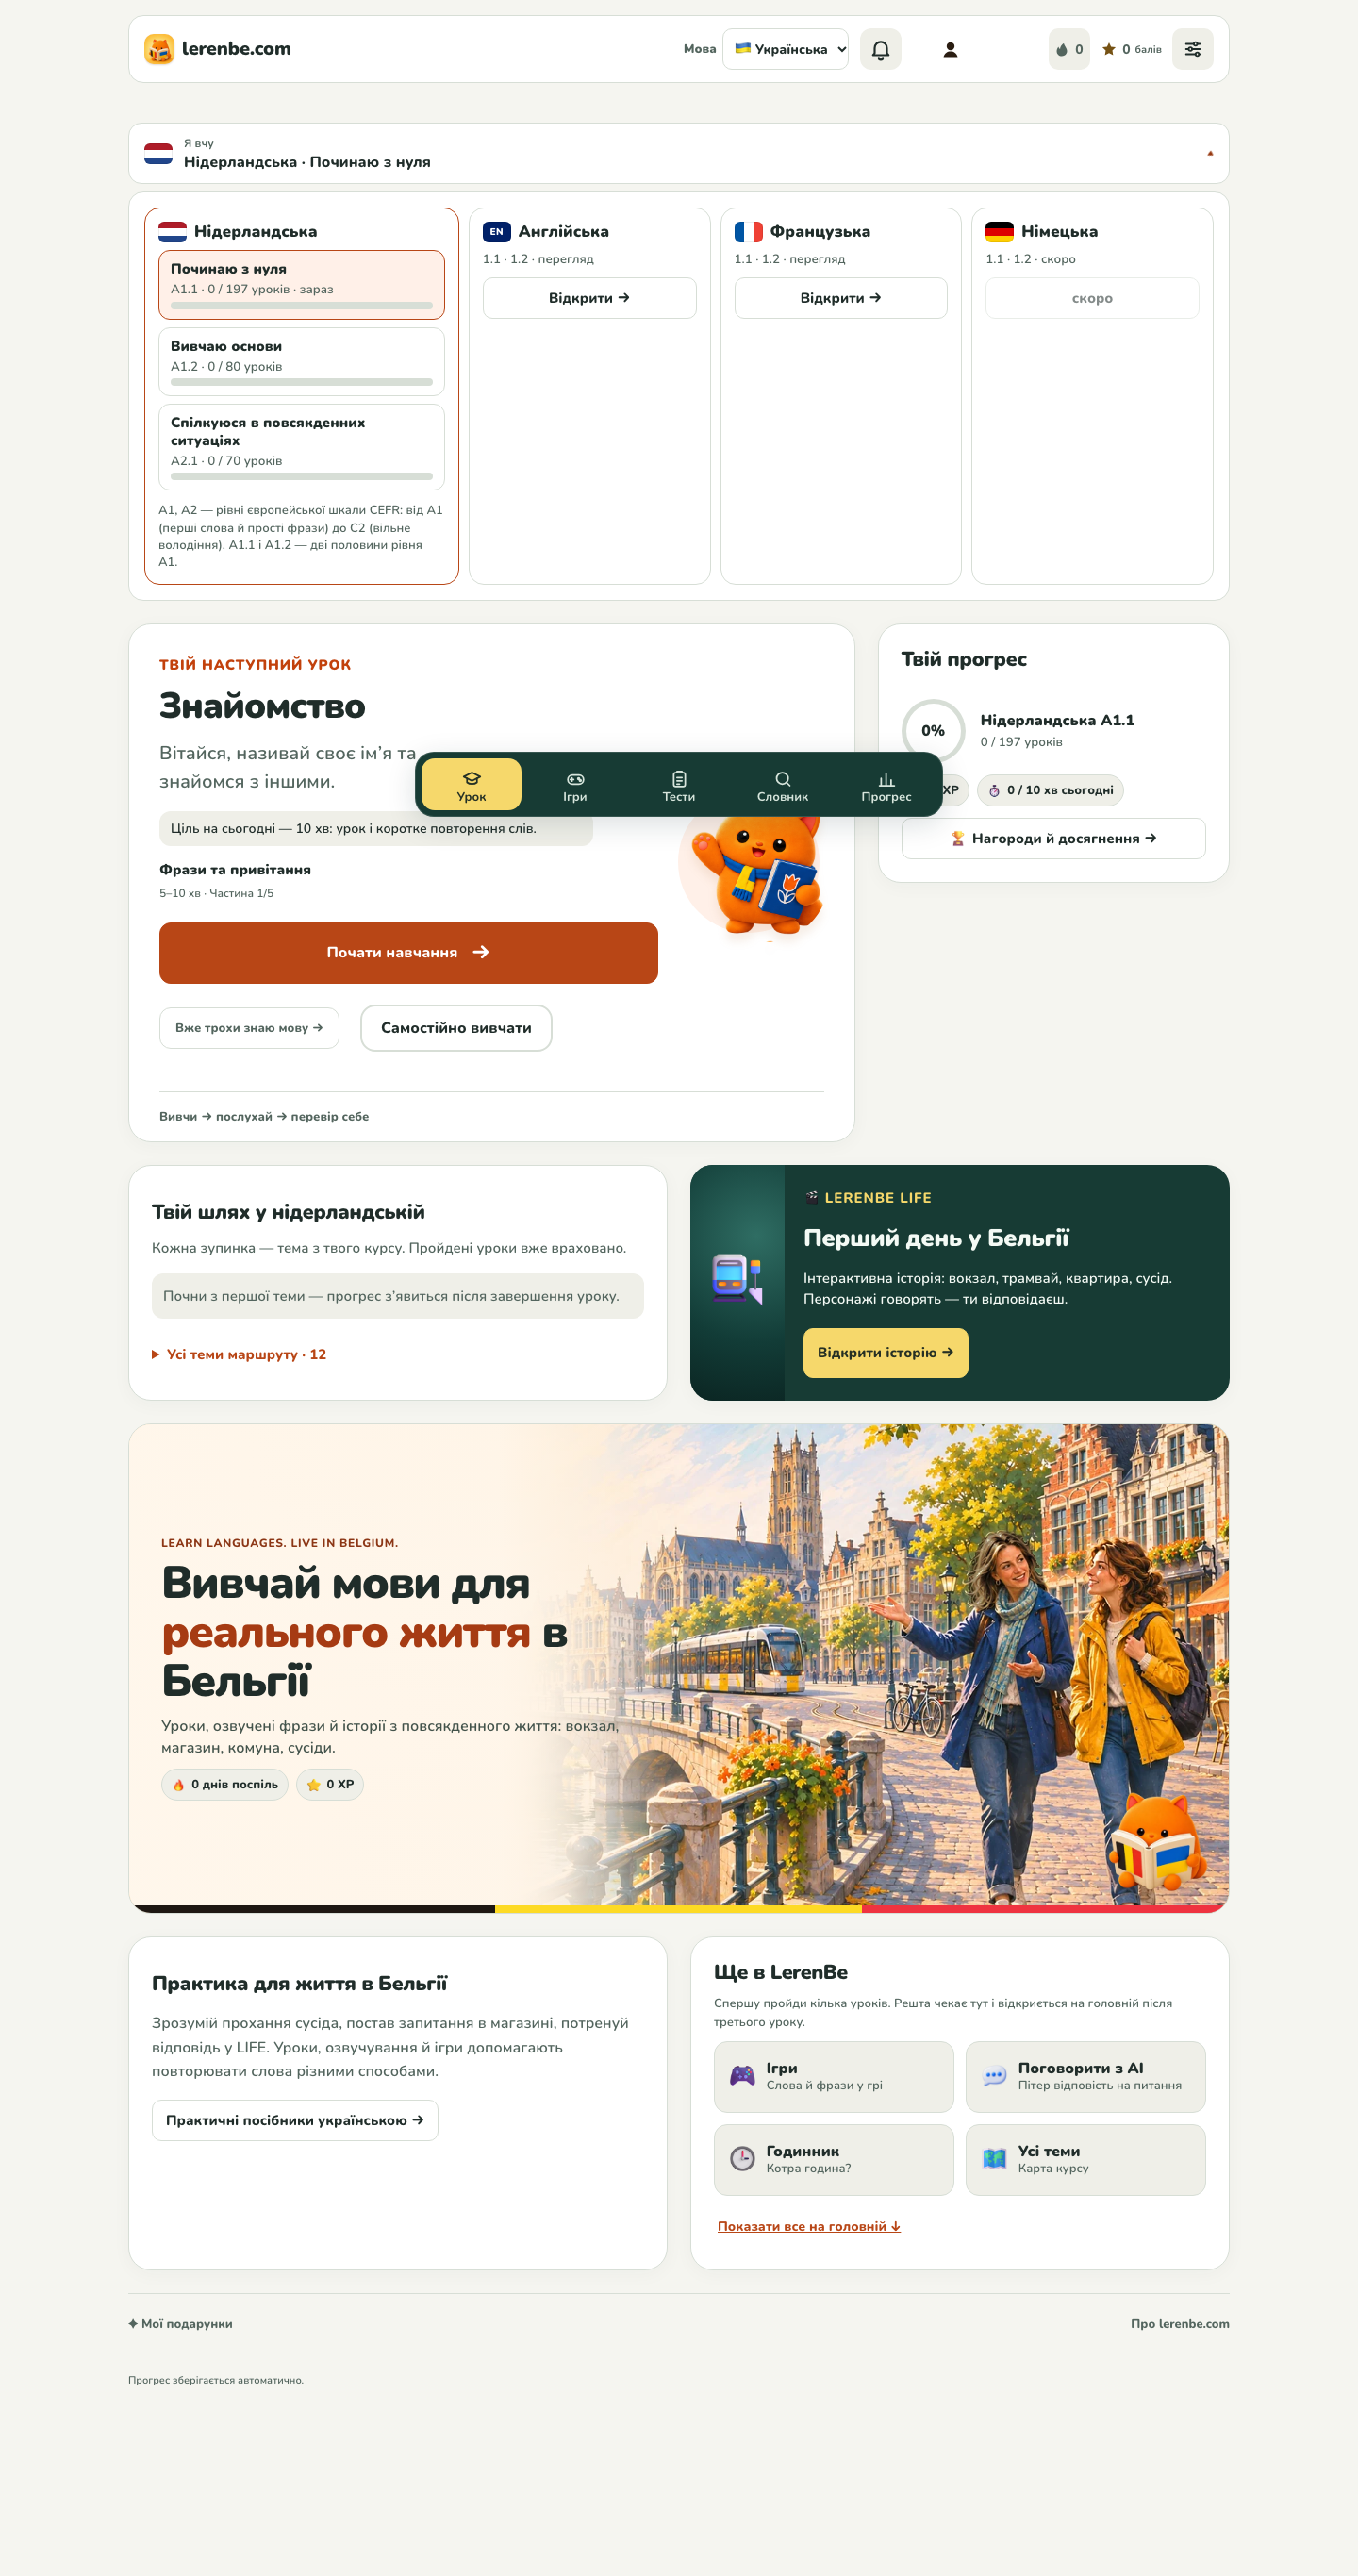 lerenbe.com
Мова
Українська
0
0 балів
Я вчу
Нідерландська · Починаю з нуля
Нідерландська
Починаю з нуля
A1.1 · 0 / 197 уроків · зараз
Вивчаю основи
A1.2 · 0 / 80 уроків
Спілкуюся в повсякденних
ситуаціях
A2.1 · 0 / 70 уроків
A1, A2 — рівні європейської шкали CEFR: від A1
(перші слова й прості фрази) до C2 (вільне
володіння). A1.1 і A1.2 — дві половини рівня
A1.
EN Англійська
1.1 · 1.2 · перегляд
Відкрити →
Французька
1.1 · 1.2 · перегляд
Відкрити →
Німецька
1.1 · 1.2 · скоро
скоро
ТВІЙ НАСТУПНИЙ УРОК
Знайомство
Вітайся, називай своє ім’я та
знайомся з іншими.
Ціль на сьогодні — 10 хв: урок і коротке повторення слів.
Фрази та привітання
5–10 хв · Частина 1/5
Почати навчання →
Вже трохи знаю мову →
Самостійно вивчати
Вивчи → послухай → перевір себе
Твій прогрес
0%
Нідерландська A1.1
0 / 197 уроків
XP
0 / 10 хв сьогодні
Нагороди й досягнення →
Урок
Ігри
Тести
Словник
Прогрес
Твій шлях у нідерландській
Кожна зупинка — тема з твого курсу. Пройдені уроки вже враховано.
Почни з першої теми — прогрес з’явиться після завершення уроку.
Усі теми маршруту · 12
LERENBE LIFE
Перший день у Бельгії
Інтерактивна історія: вокзал, трамвай, квартира, сусід.
Персонажі говорять — ти відповідаєш.
Відкрити історію →
LEARN LANGUAGES. LIVE IN BELGIUM.
Вивчай мови для
реального життя в
Бельгії
Уроки, озвучені фрази й історії з повсякденного життя: вокзал,
магазин, комуна, сусіди.
0 днів поспіль
0 XP
Практика для життя в Бельгії
Зрозумій прохання сусіда, постав запитання в магазині, потренуй
відповідь у LIFE. Уроки, озвучування й ігри допомагають
повторювати слова різними способами.
Практичні посібники українською →
Ще в LerenBe
Спершу пройди кілька уроків. Решта чекає тут і відкриється на головній після
третього уроку.
Ігри
Слова й фрази у грі
Поговорити з AI
Пітер відповість на питання
Годинник
Котра година?
Усі теми
Карта курсу
Показати все на головній ↓
✦ Мої подарунки
Про lerenbe.com
Прогрес зберігається автоматично.